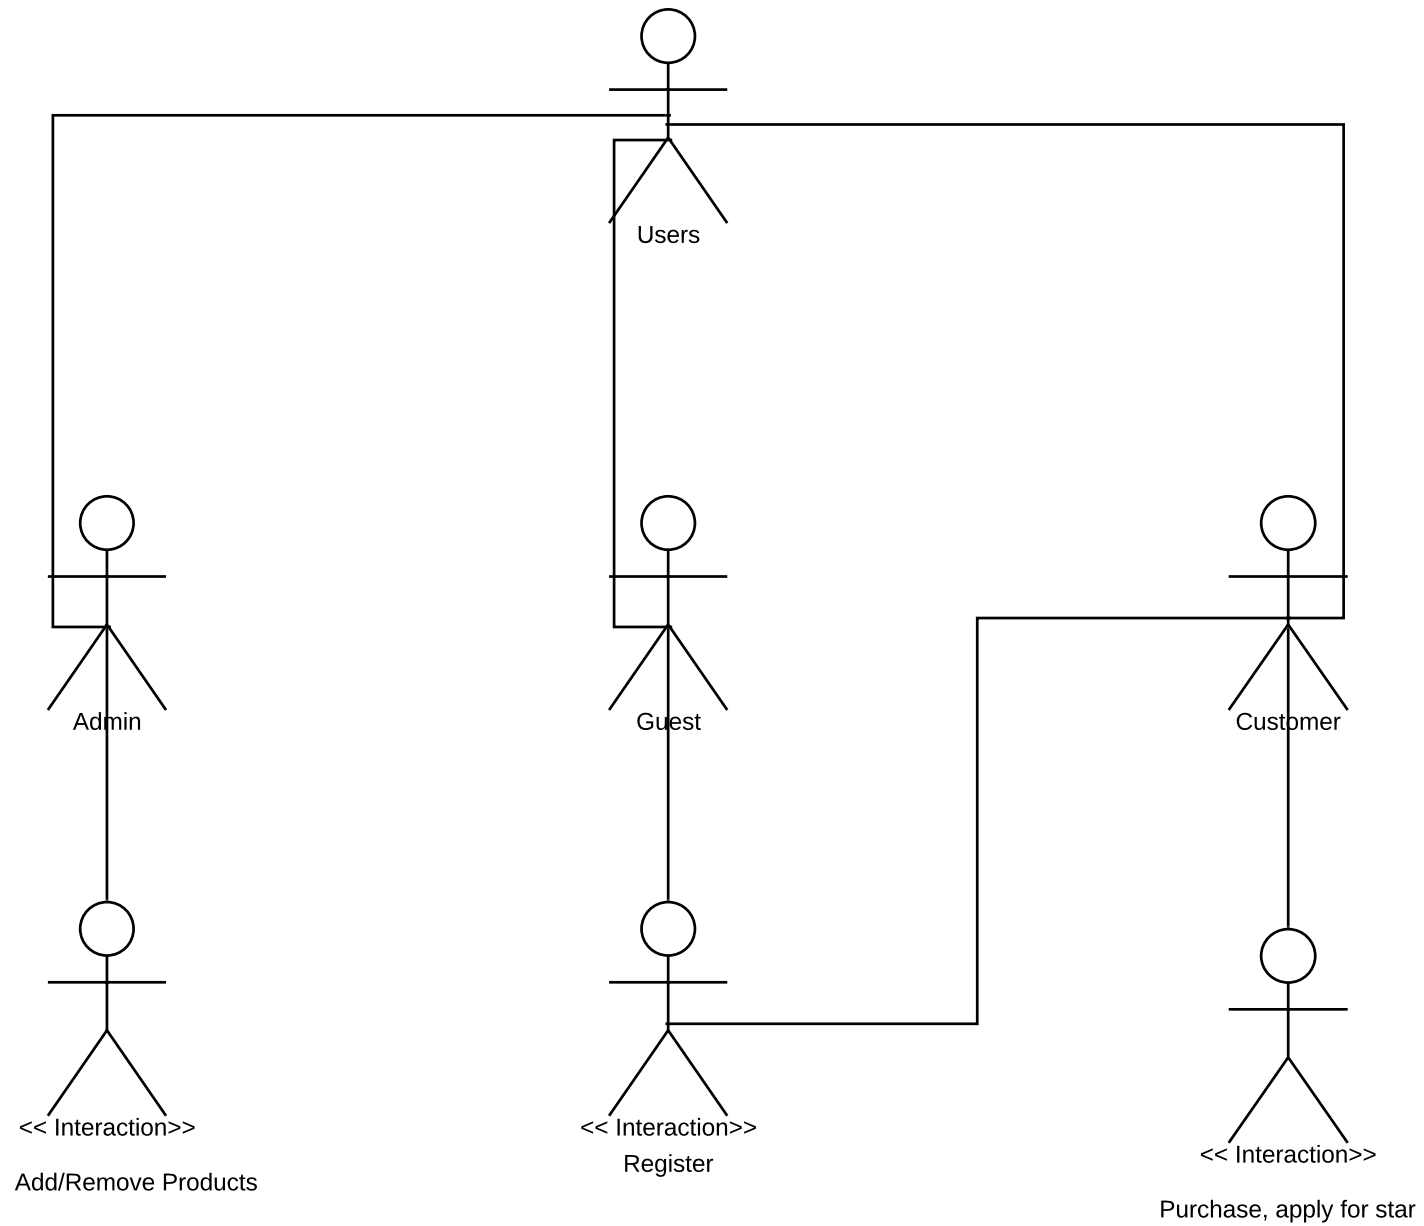 Users
Admin
Guest
Customer
<< Interaction>>
Add/Remove Products
<< Interaction>>
Register
<< Interaction>>
Purchase, apply for star